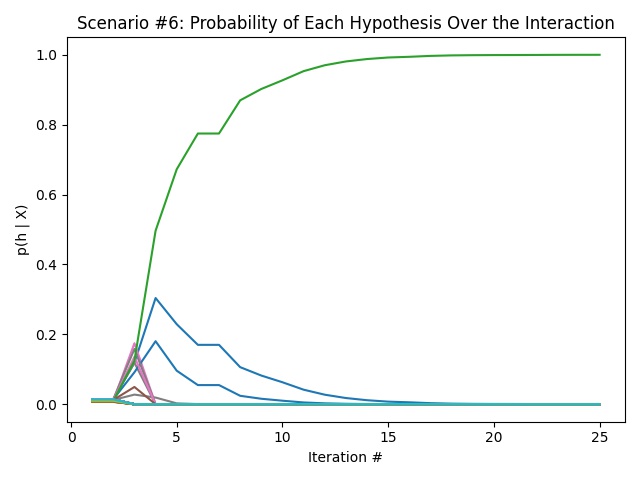 Scenario #6: Probability of Each Hypothesis Over the Interaction
1.0
0.8
0.6
0.4
0.2
0.0
p(h | X)
0 5 10 15 20 25
Iteration #